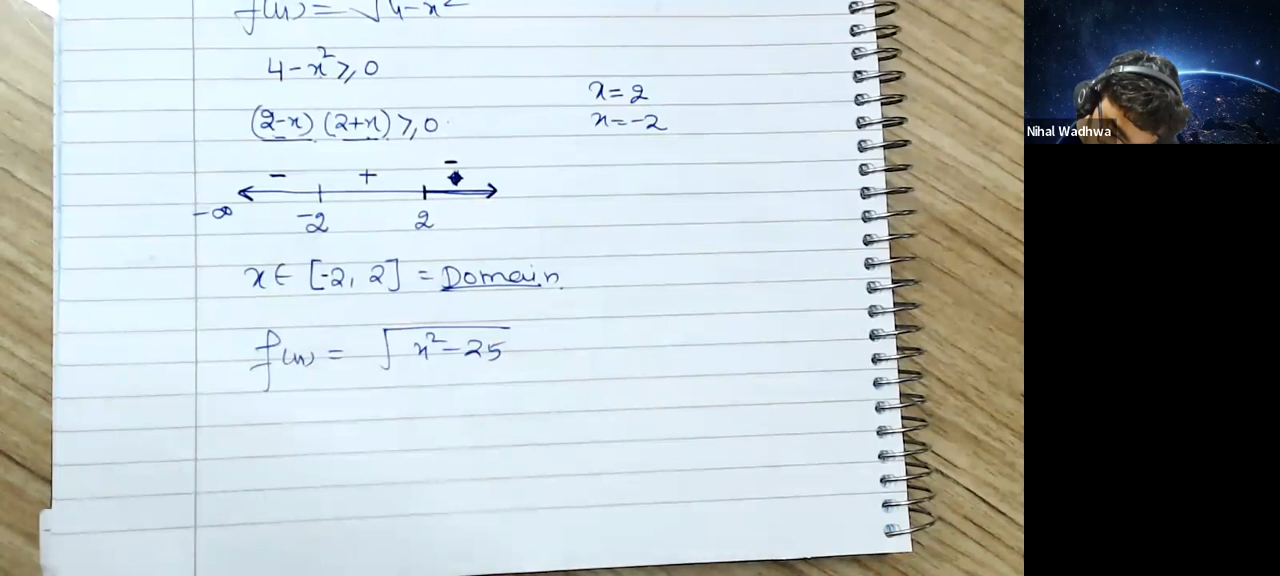 f(x) = √4-x²
4-x² ≥ 0
x = 2
(2-x) (2+x) ≥ 0
x = -2
- + -
-∞ -2 2
x ∈ [-2, 2] = Domain
f(x) = √x²-25
Nihal Wadhwa